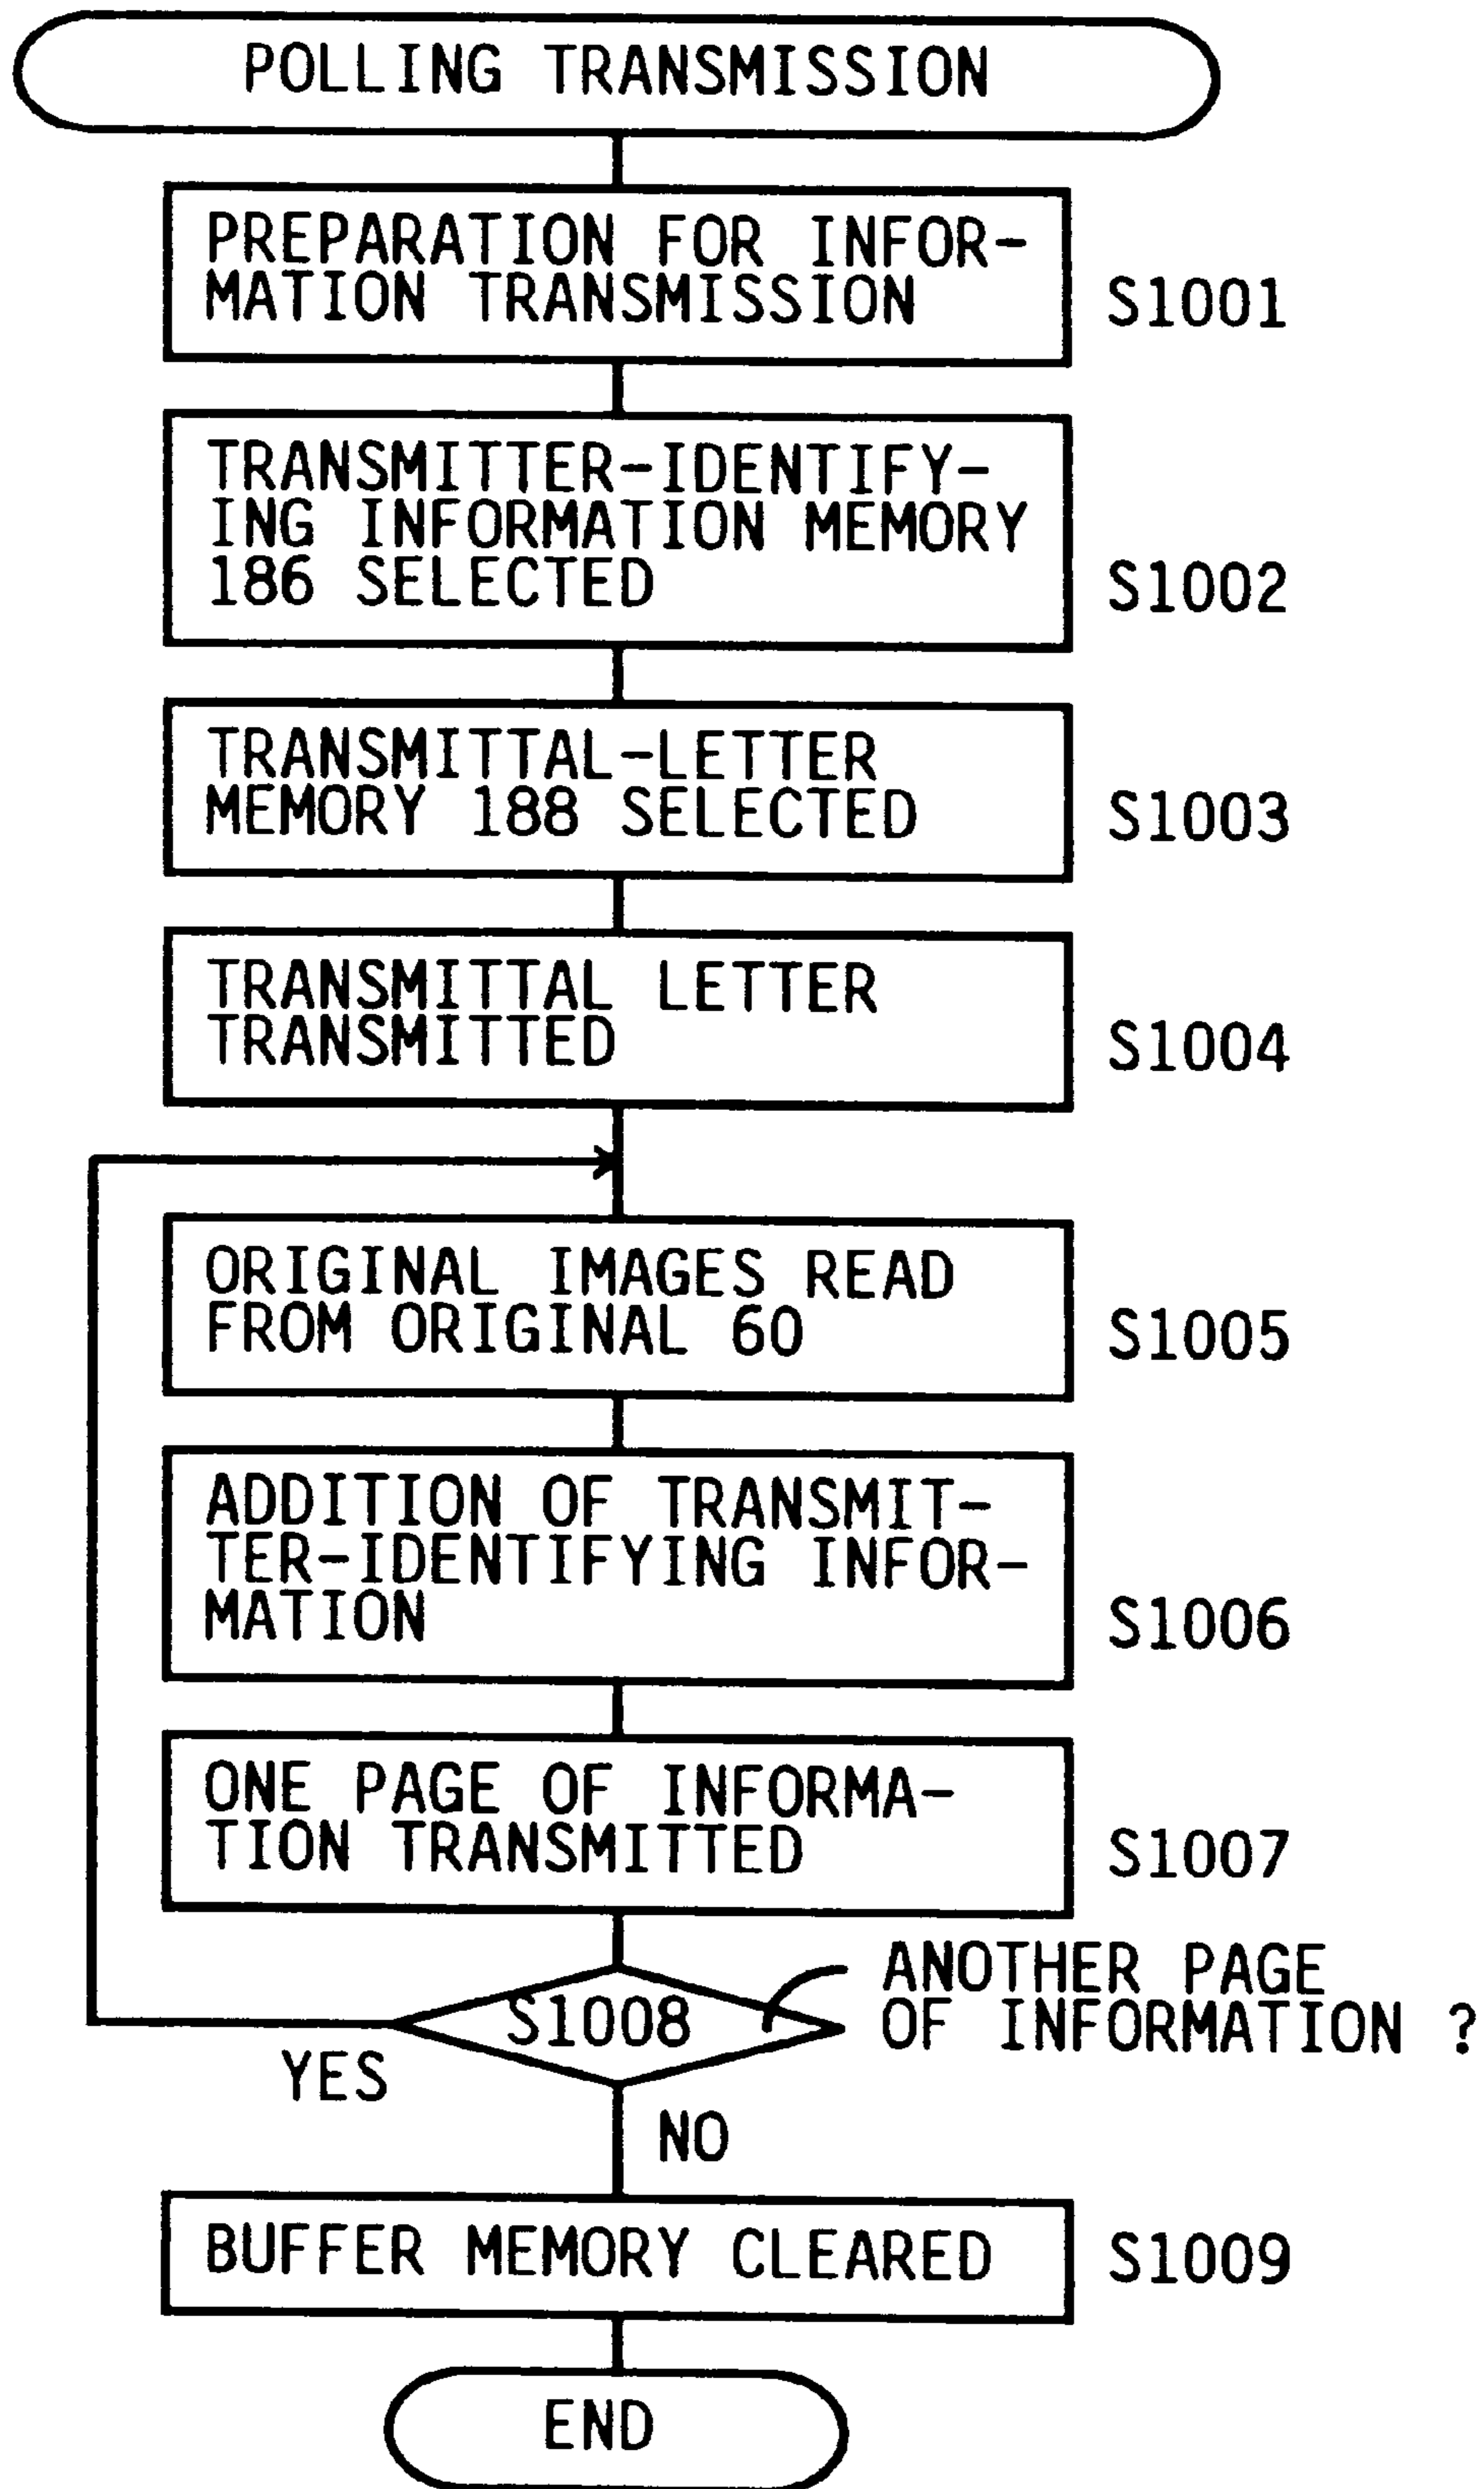 POLLING TRANSMISSION
PREPARATION FOR INFOR-
MATION TRANSMISSION
S1001
TRANSMITTER-IDENTIFY-
ING INFORMATION MEMORY
186 SELECTED
S1002
TRANSMITTAL-LETTER
MEMORY 188 SELECTED
S1003
TRANSMITTAL LETTER
TRANSMITTED
S1004
ORIGINAL IMAGES READ
FROM ORIGINAL 60
S1005
ADDITION OF TRANSMIT-
TER-IDENTIFYING INFOR-
MATION
S1006
ONE PAGE OF INFORMA-
TION TRANSMITTED
S1007
S1008
ANOTHER PAGE
OF INFORMATION ?
YES
NO
BUFFER MEMORY CLEARED
S1009
END